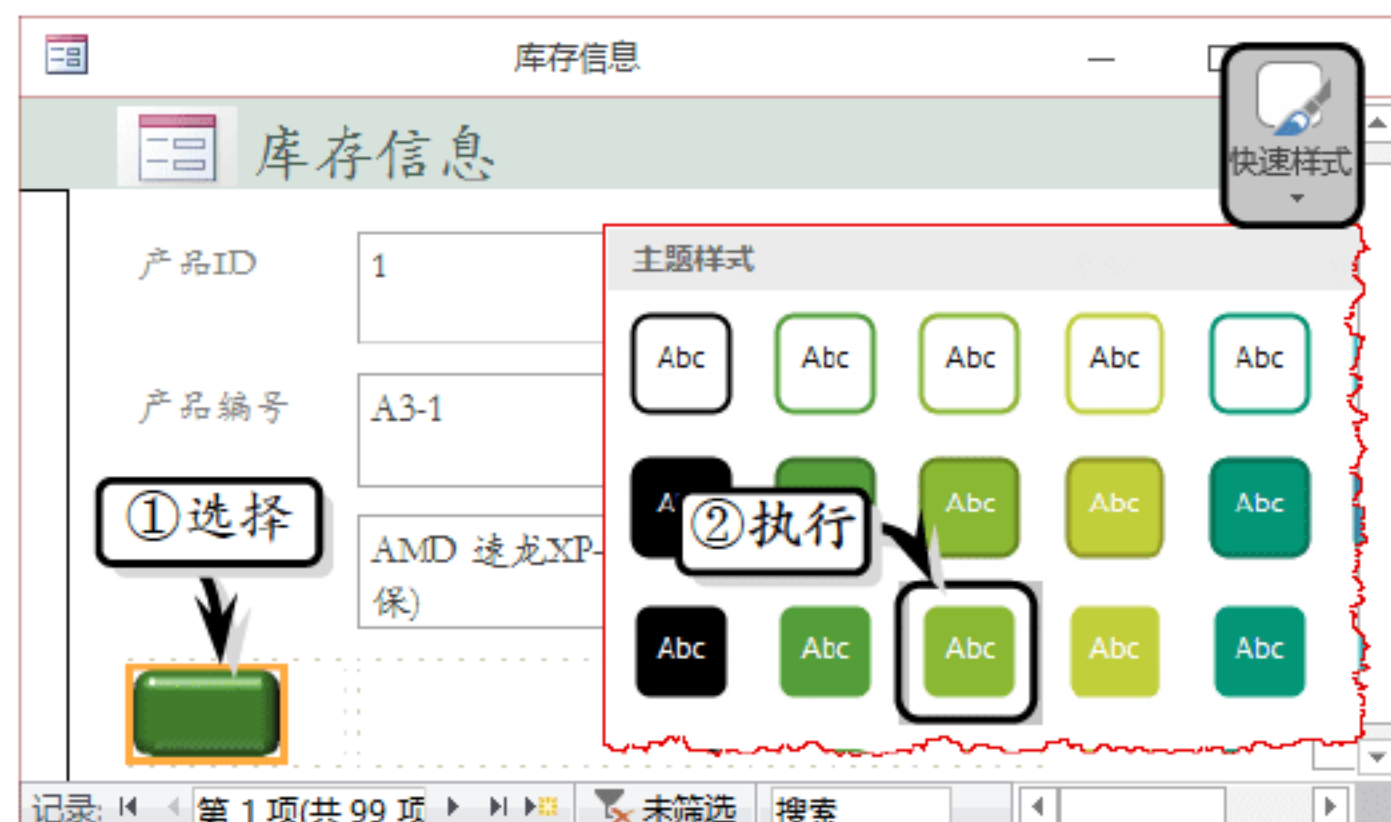 库存信息
库存信息
快速样式
产品ID
1
主题样式
Abc Abc Abc Abc Abc
产品编号
A3-1
Abc Abc Abc
①选择
②执行
AMD 速龙XP-
保)
Abc Abc Abc Abc Abc
记录: 第 1 项(共 99 项 未筛选 搜索